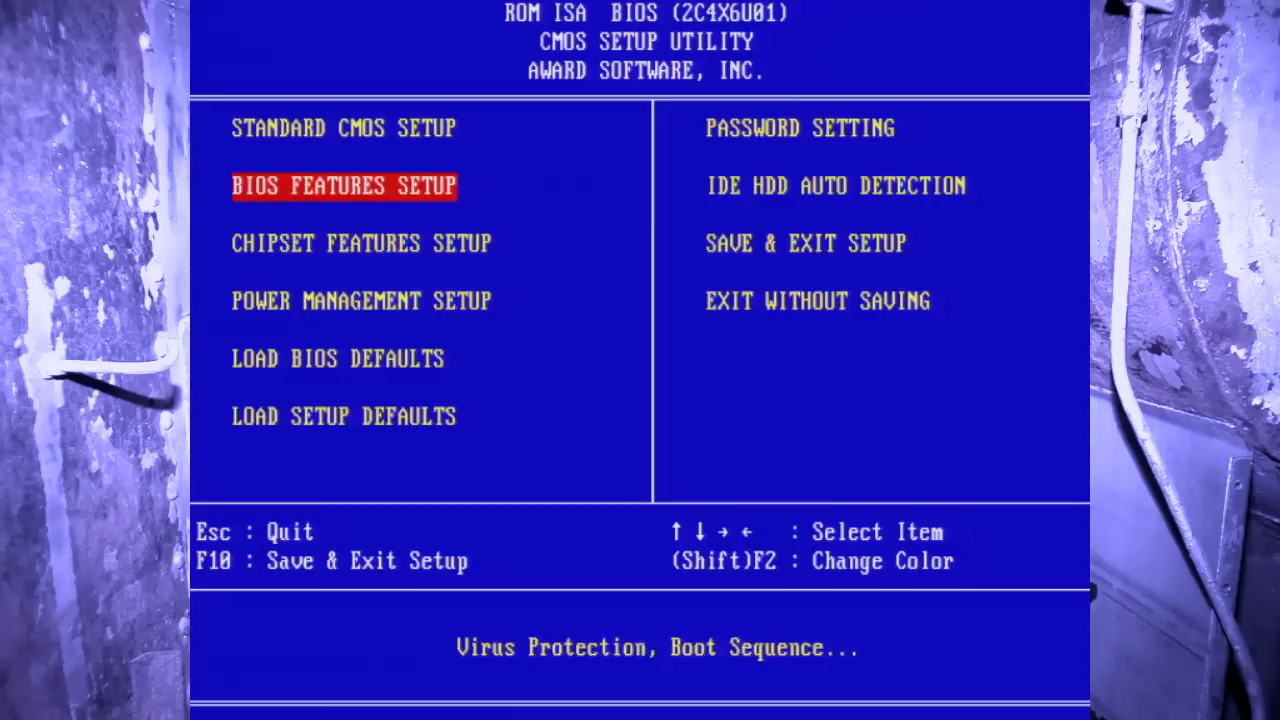 ROM ISA BIOS (2C4X6U01)
CMOS SETUP UTILITY
AWARD SOFTWARE, INC.
STANDARD CMOS SETUP
BIOS FEATURES SETUP
CHIPSET FEATURES SETUP
POWER MANAGEMENT SETUP
LOAD BIOS DEFAULTS
LOAD SETUP DEFAULTS
PASSWORD SETTING
IDE HDD AUTO DETECTION
SAVE & EXIT SETUP
EXIT WITHOUT SAVING
Esc : Quit
F10 : Save & Exit Setup
↑ ↓ → ← : Select Item
(Shift)F2 : Change Color
Virus Protection, Boot Sequence...